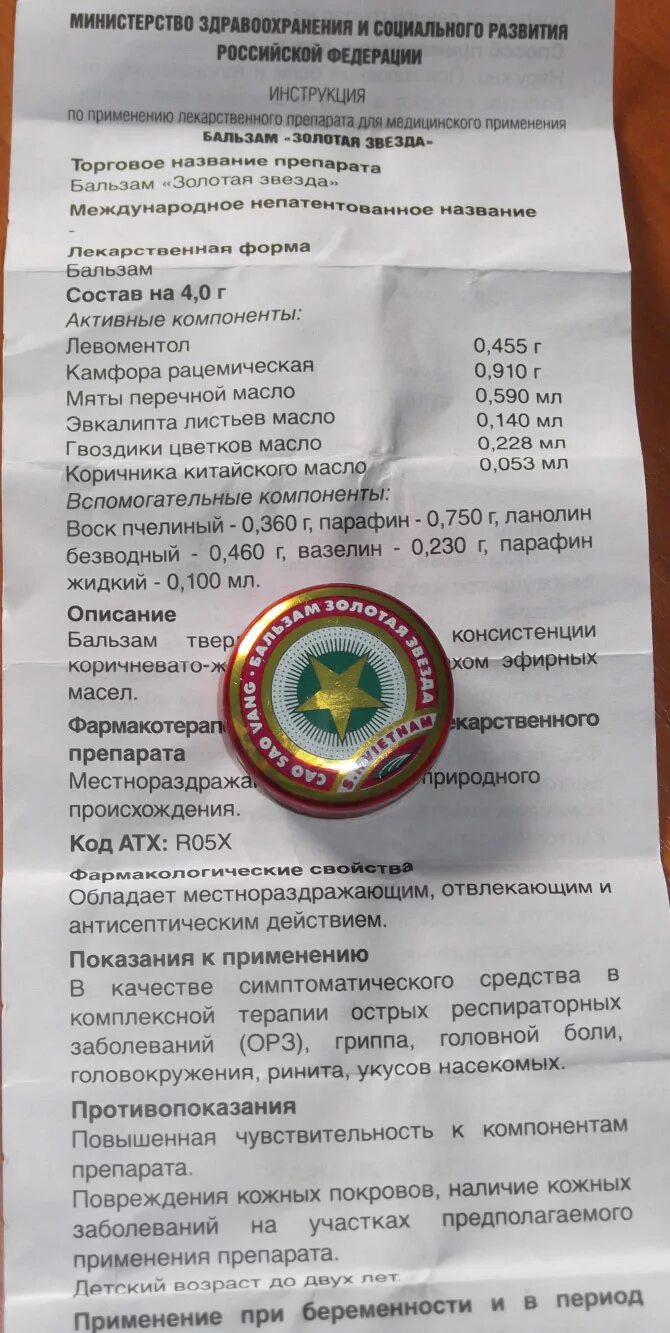 МИНИСТЕРСТВО ЗДРАВООХРАНЕНИЯ И СОЦИАЛЬНОГО РАЗВИТИЯ
РОССИЙСКОЙ ФЕДЕРАЦИИ
ИНСТРУКЦИЯ
по применению лекарственного препарата для медицинского применения
БАЛЬЗАМ «ЗОЛОТАЯ ЗВЕЗДА»
Торговое название препарата
Бальзам «Золотая звезда»
Международное непатентованное название
-
Лекарственная форма
Бальзам
Состав на 4,0 г
Активные компоненты:
Левоментол 0,455 г
Камфора рацемическая 0,910 г
Мяты перечной масло 0,590 мл
Эвкалипта листьев масло 0,140 мл
Гвоздики цветков масло 0,228 мл
Коричника китайского масло 0,053 мл
Вспомогательные компоненты:
Воск пчелиный - 0,360 г, парафин - 0,750 г, ланолин
безводный - 0,460 г, вазелин - 0,230 г, парафин
жидкий - 0,100 мл.
Описание
Бальзам консистенции
эфирных
масел.
препарата
природного
происхождения.
БАЛЬЗАМ ЗОЛОТАЯ ЗВЕЗДА
CAO SAO VANG
VIETNAM
Код АТХ: R05X
Фармакологические свойства
Обладает местнораздражающим, отвлекающим и
антисептическим действием.
Показания к применению
В качестве симптоматического средства в
комплексной терапии острых респираторных
заболеваний (ОРЗ), гриппа, головной боли,
головокружения, ринита, укусов насекомых.
Противопоказания
Повышенная чувствительность к компонентам
препарата.
Повреждения кожных покровов, наличие кожных
заболеваний на участках предполагаемого
применения препарата.
Детский возраст до двух лет.
Применение при беременности и в период